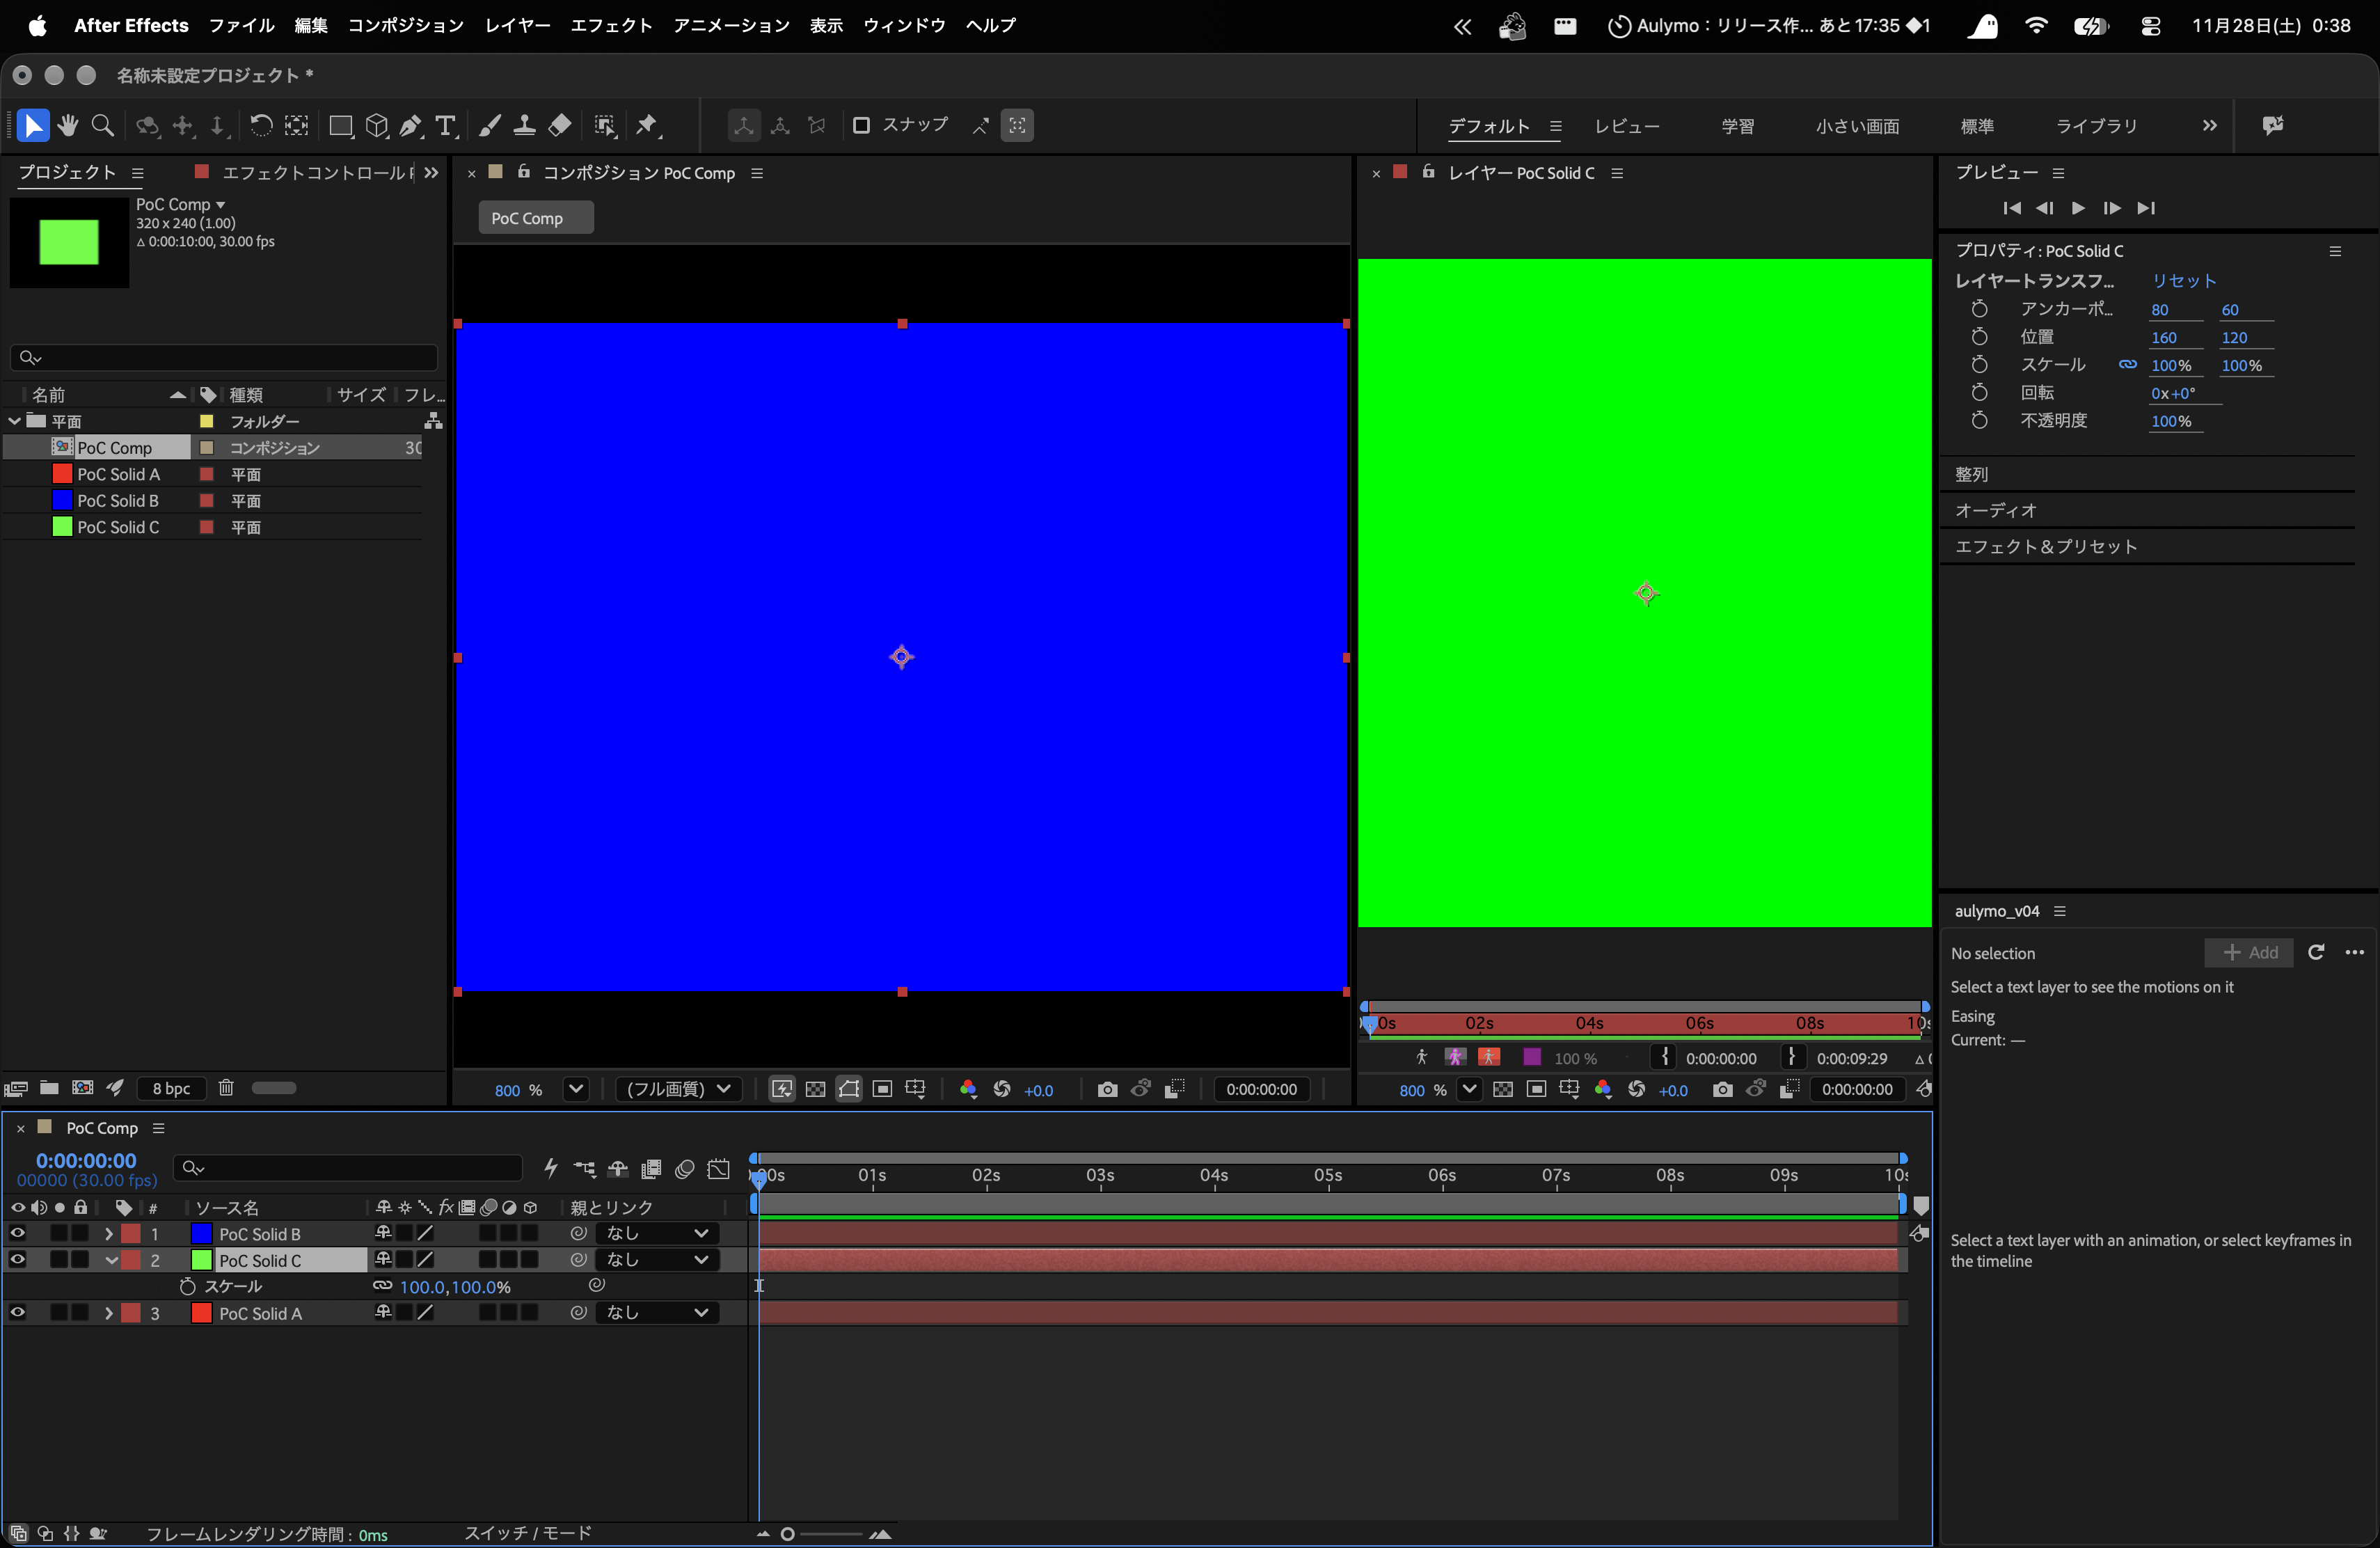 After Effects ファイル 編集 コンポジション レイヤー エフェクト アニメーション 表示 ウィンドウ ヘルプ
Aulymo：リリース作... あと17:35 ◆1
11月28日(土) 0:38
名称未設定プロジェクト *
スナップ
デフォルト レビュー 学習 小さい画面 標準 ライブラリ
プロジェクト
エフェクトコントロール
PoC Comp
320 x 240 (1.00)
Δ 0:00:10:00, 30.00 fps
名前 種類 サイズ フレ...
平面 フォルダー
PoC Comp コンポジション 30
PoC Solid A 平面
PoC Solid B 平面
PoC Solid C 平面
8 bpc
コンポジション PoC Comp
PoC Comp
800 % (フル画質) +0.0 0:00:00:00
レイヤー PoC Solid C
0s 02s 04s 06s 08s 10s
100 % 0:00:00:00 0:00:09:29 Δ 0
800 % +0.0 0:00:00:00
プレビュー
プロパティ: PoC Solid C
レイヤートランスフ... リセット
アンカーポ... 80 60
位置 160 120
スケール 100% 100%
回転 0x+0°
不透明度 100%
整列
オーディオ
エフェクト＆プリセット
aulymo_v04
No selection
Add
Select a text layer to see the motions on it
Easing
Current: —
Select a text layer with an animation, or select keyframes in
the timeline
PoC Comp
0:00:00:00
00000 (30.00 fps)
# ソース名 fx 親とリンク
1 PoC Solid B なし
2 PoC Solid C なし
スケール 100.0,100.0%
3 PoC Solid A なし
00s 01s 02s 03s 04s 05s 06s 07s 08s 09s 10s
フレームレンダリング時間 : 0ms
スイッチ / モード